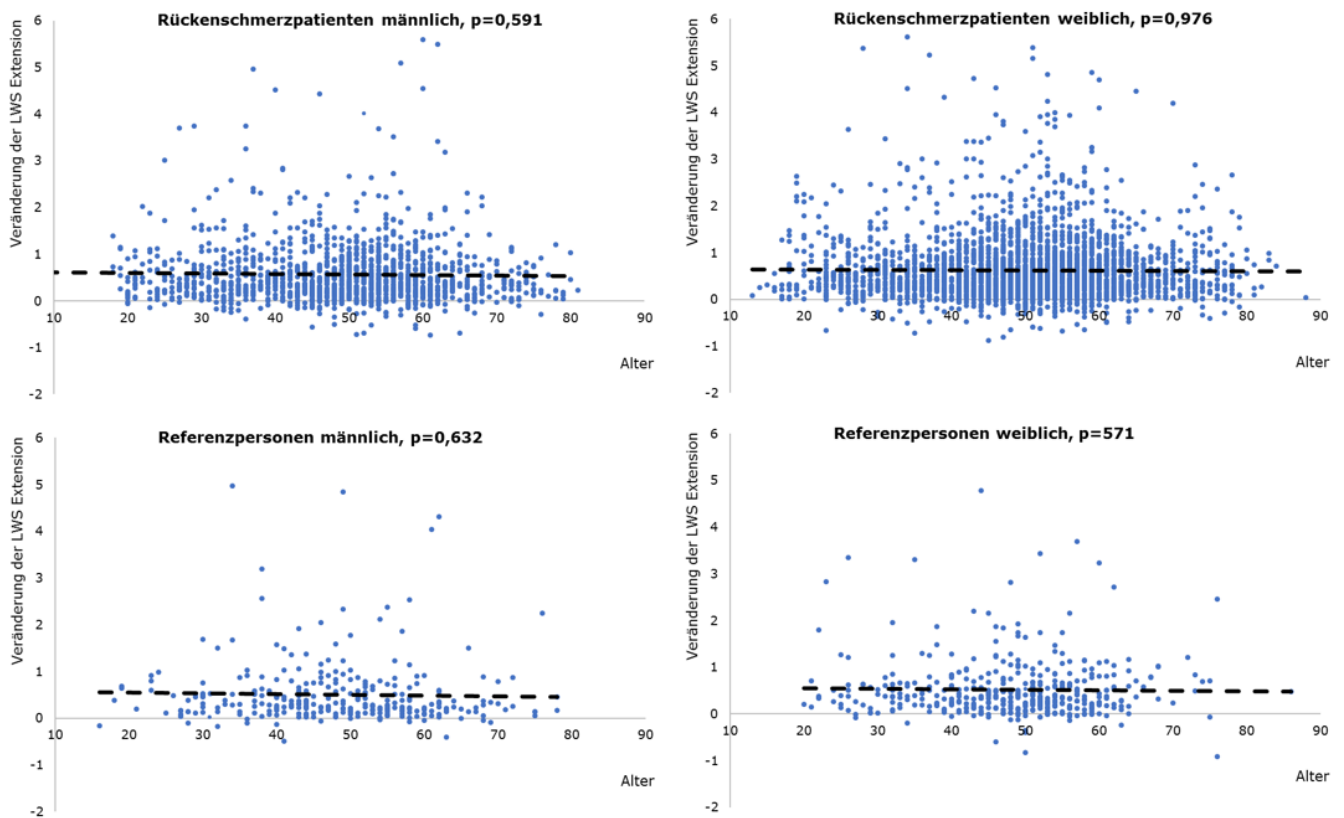 Rückenschmerzpatienten männlich, p=0,591
Veränderung der LWS Extension
6
5
4
3
2
1
0
-1
-2
10 20 30 40 50 60 70 80 90
Alter
Rückenschmerzpatienten weiblich, p=0,976
Veränderung der LWS Extension
6
5
4
3
2
1
0
-1
-2
10 20 30 40 50 60 70 80 90
Alter
Referenzpersonen männlich, p=0,632
Veränderung der LWS Extension
6
5
4
3
2
1
0
-1
-2
10 20 30 40 50 60 70 80 90
Alter
Referenzpersonen weiblich, p=571
Veränderung der LWS Extension
6
5
4
3
2
1
0
-1
-2
10 20 30 40 50 60 70 80 90
Alter